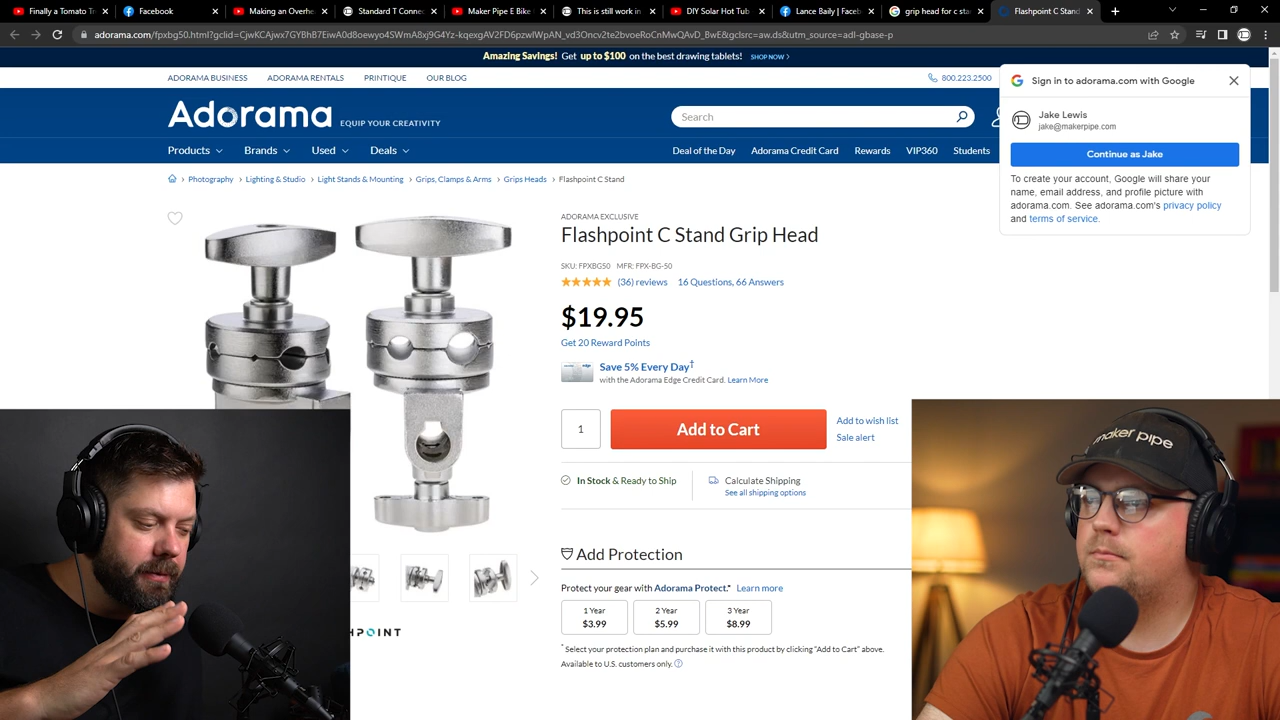 Finally a Tomato Tr
Facebook
Making an Overhe
Standard T Connec
Maker Pipe E Bike
This is still work in
DIY Solar Hot Tub
Lance Baily | Faceb
grip head for c sta
Flashpoint C Stand
adorama.com/fpxbg50.html?gclid=CjwKCAjwx7GYBhB7EiwA0d8oewyo4SWmA8xj9G4Yz-kqexgAV2FD6pzwIWpAN_vd3Oncv2te2bvoeRoCnMwQAvD_BwE&gclsrc=aw.ds&utm_source=adl-gbase-p
Amazing Savings! Get up to $100 on the best drawing tablets! SHOP NOW >
ADORAMA BUSINESS ADORAMA RENTALS PRINTIQUE OUR BLOG
800.223.2500
Adorama EQUIP YOUR CREATIVITY
Search
Products Brands Used Deals
Deal of the Day Adorama Credit Card Rewards VIP360 Students
Sign in to adorama.com with Google
Jake Lewis
jake@makerpipe.com
Continue as Jake
To create your account, Google will share your
name, email address, and profile picture with
adorama.com. See adorama.com's privacy policy
and terms of service.
Photography > Lighting & Studio > Light Stands & Mounting > Grips, Clamps & Arms > Grips Heads > Flashpoint C Stand
ADORAMA EXCLUSIVE
Flashpoint C Stand Grip Head
SKU: FPXBG50 MFR: FPX-BG-50
(36) reviews 16 Questions, 66 Answers
$19.95
Get 20 Reward Points
Save 5% Every Day†
with the Adorama Edge Credit Card. Learn More
1
Add to Cart
Add to wish list
Sale alert
In Stock & Ready to Ship
Calculate Shipping
See all shipping options
Add Protection
Protect your gear with Adorama Protect.* Learn more
1 Year
$3.99
2 Year
$5.99
3 Year
$8.99
* Select your protection plan and purchase it with this product by clicking “Add to Cart” above.
Available to U.S. customers only.
HPOINT
maker pipe